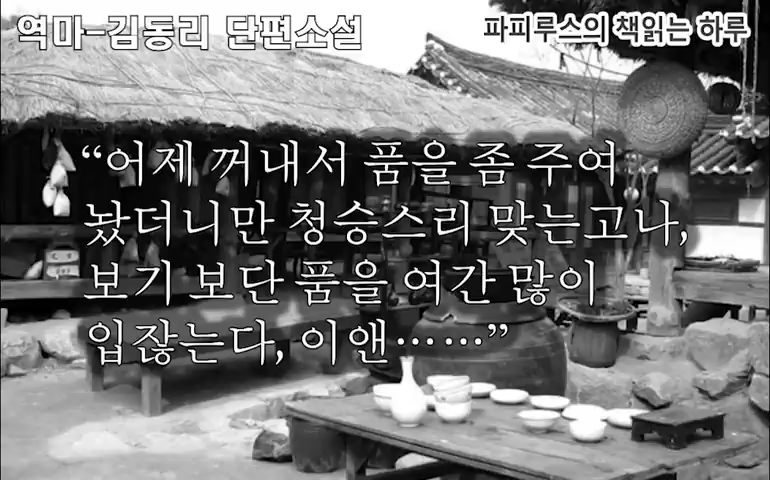 역마-김동리 단편소설
파피루스의 책읽는 하루
“어제 꺼내서 품을 좀 주여
놨더니만 청승스리 맞는고나,
보기 보단 품을 여간 많이
입잖는다, 이앤⋯⋯”